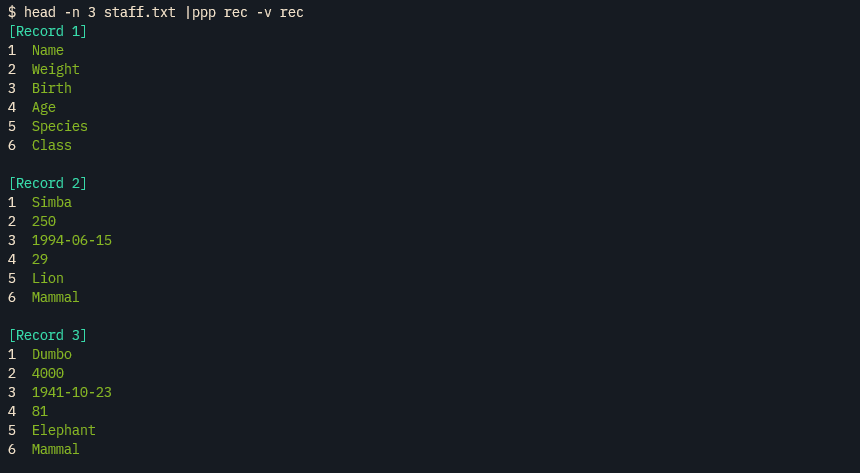 $ head -n 3 staff.txt |ppp rec -v rec
[Record 1]
1  Name
2  Weight
3  Birth
4  Age
5  Species
6  Class

[Record 2]
1  Simba
2  250
3  1994-06-15
4  29
5  Lion
6  Mammal

[Record 3]
1  Dumbo
2  4000
3  1941-10-23
4  81
5  Elephant
6  Mammal